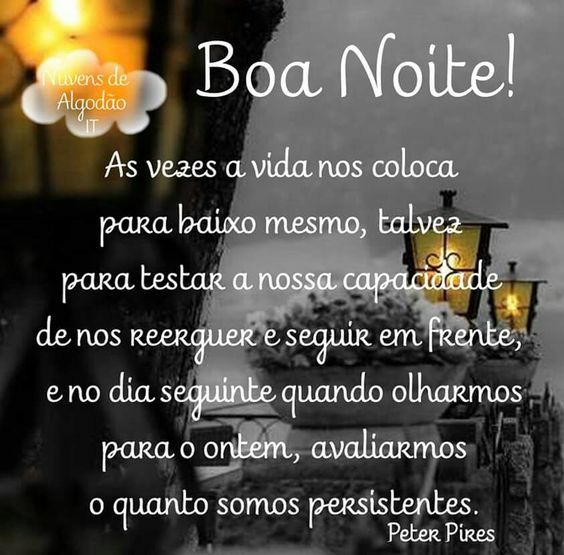 Boa Noite!
Nuvens de
Algodão
IT
As vezes a vida nos coloca
para baixo mesmo, talvez
para testar a nossa capacidade
de nos reerguer e seguir em frente,
e no dia seguinte quando olharmos
para o ontem, avaliarmos
o quanto somos persistentes.
Peter Pires